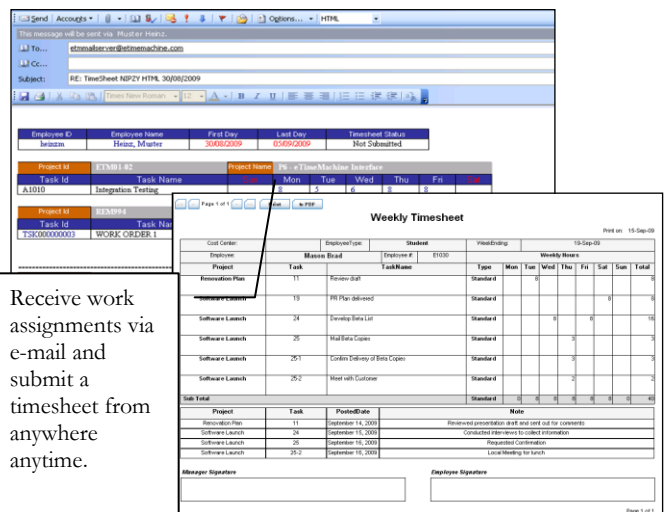 Send Accounts Options... HTML
This message will be sent via Muster Heinz.
To... etmmailserver@etimemachine.com
Cc...
Subject: RE: TimeSheet NIPZY HTML 30/08/2009
Times New Roman 12 A B I U
Employee ID Employee Name First Day Last Day Timesheet Status
heinzm Heinz, Muster 30/08/2009 05/09/2009 Not Submitted
Project Id ETM01-02 Project Name P6 - eTimeMachine Interface
Task Id Task Name Sun Mon Tue Wed Thu Fri Sat
A1010 Integration Testing 8 5 6 8 8
Project Id REM994
Task Id Task Nam
TSK000000003 WORK ORDER 1
Receive work
assignments via
e-mail and
submit a
timesheet from
anywhere
anytime.
Page 1 of 1 to PDF
Weekly Timesheet
Print on: 15-Sep-09
Cost Center: EmployeeType: Student WeekEnding: 19-Sep-09
Employee: Mason Brad Employee #: E1030 Weekly Hours
Project Task TaskName Type Mon Tue Wed Thu Fri Sat Sun Total
Renovation Plan 11 Review draft Standard 8 8
Software Launch 19 PR Plan delivered Standard 8 8
Software Launch 24 Develop Beta List Standard 8 8 16
Software Launch 25 Mail Beta Copies Standard 3 3
Software Launch 25-1 Confirm Delivery of Beta Copies Standard 3 3
Software Launch 25-2 Meet with Customer Standard 2 2
Sub Total Standard 0 8 8 8 8 8 0 40
Project Task PostedDate Note
Renovation Plan 11 September 14, 2009 Reviewed presentation draft and sent out for comments
Software Launch 24 September 15, 2009 Conducted interviews to collect information
Software Launch 25 September 16, 2009 Requested Confirmation
Software Launch 25-2 September 16, 2009 Local Meeting for lunch
Manager Signature Employee Signature
Page 1 of 1